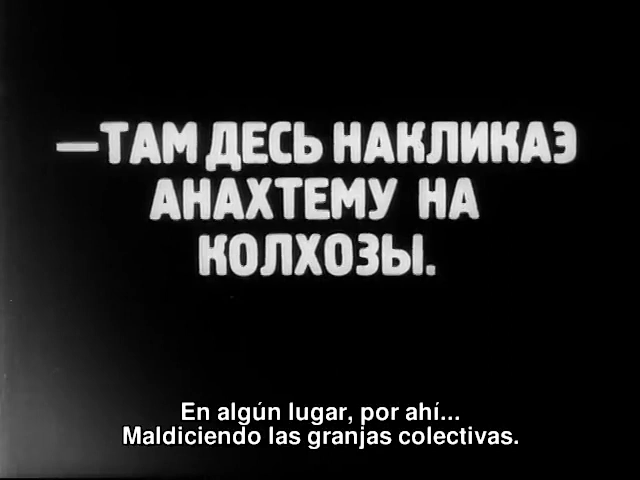 —ТАМ ДЕСЬ НАКЛИКАЭ
АНАХТЕМУ НА
КОЛХОЗЫ.
En algún lugar, por ahí...
Maldiciendo las granjas colectivas.